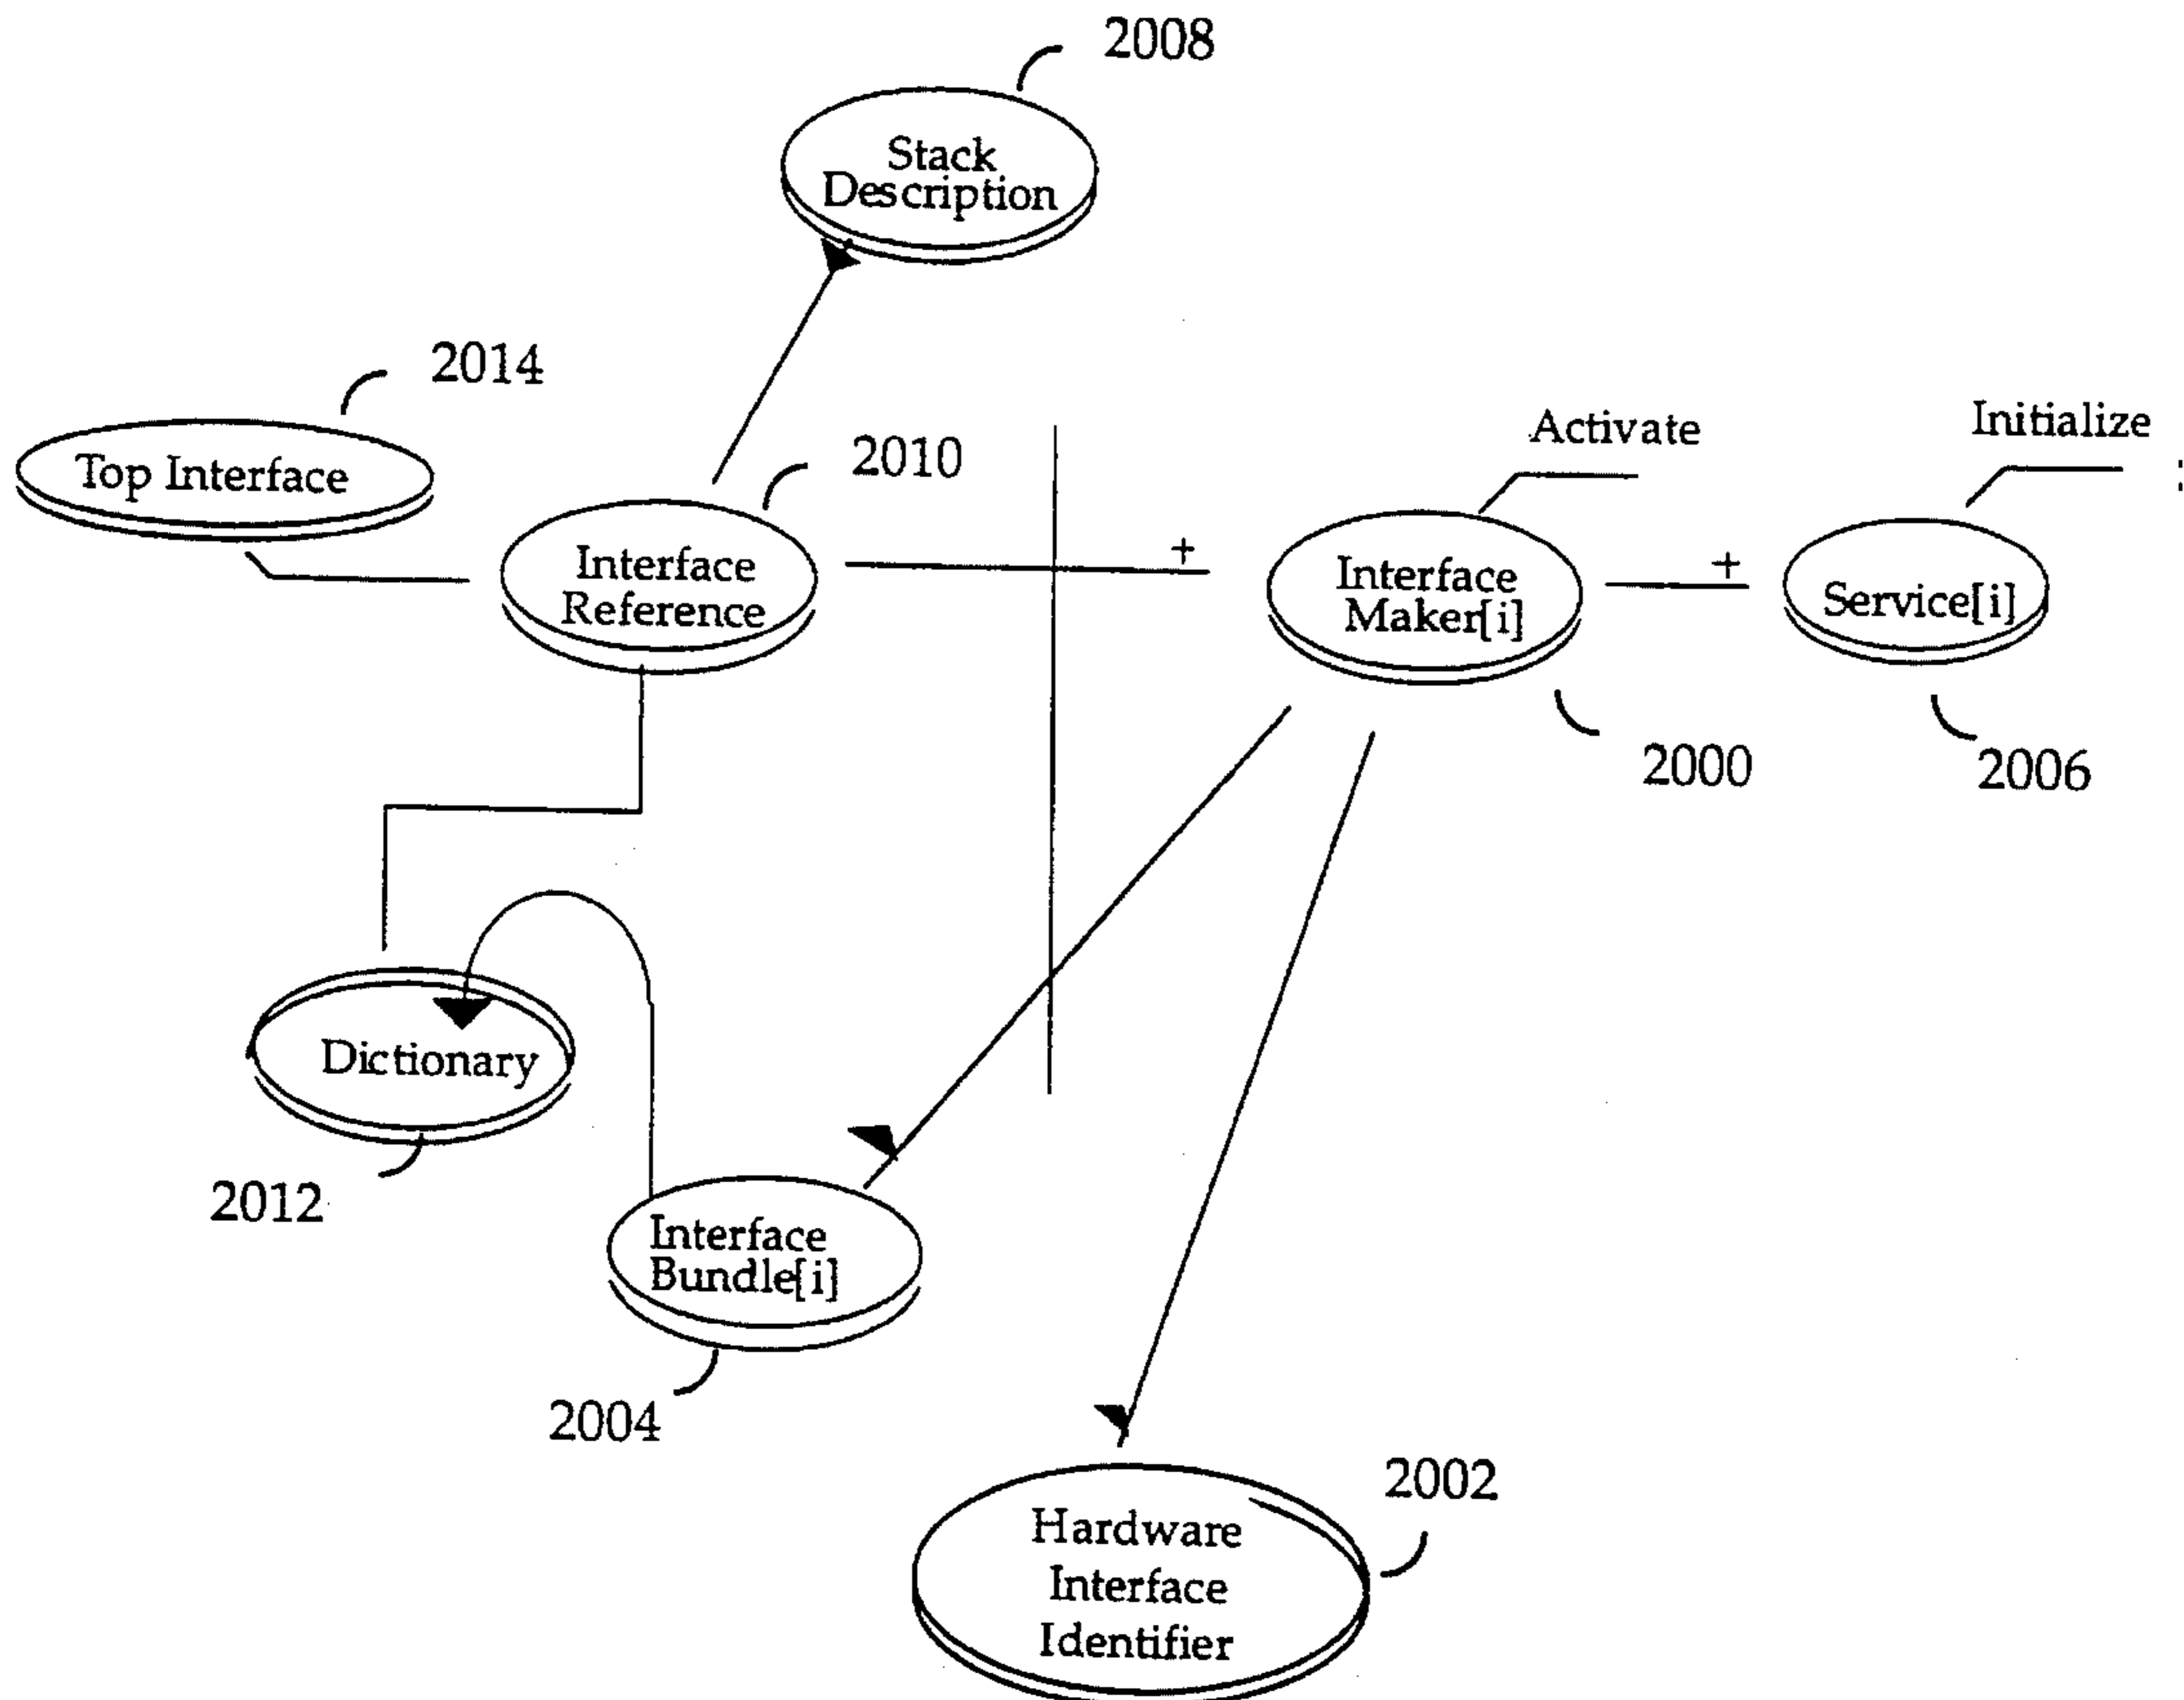 2008
Stack
Description
2014
Top Interface
2010
Interface
Reference
+
Activate
Interface
Maker[i]
2000
+
Initialize
Service[i]
2006
Dictionary
2012
Interface
Bundle[i]
2004
2002
Hardware
Interface
Identifier